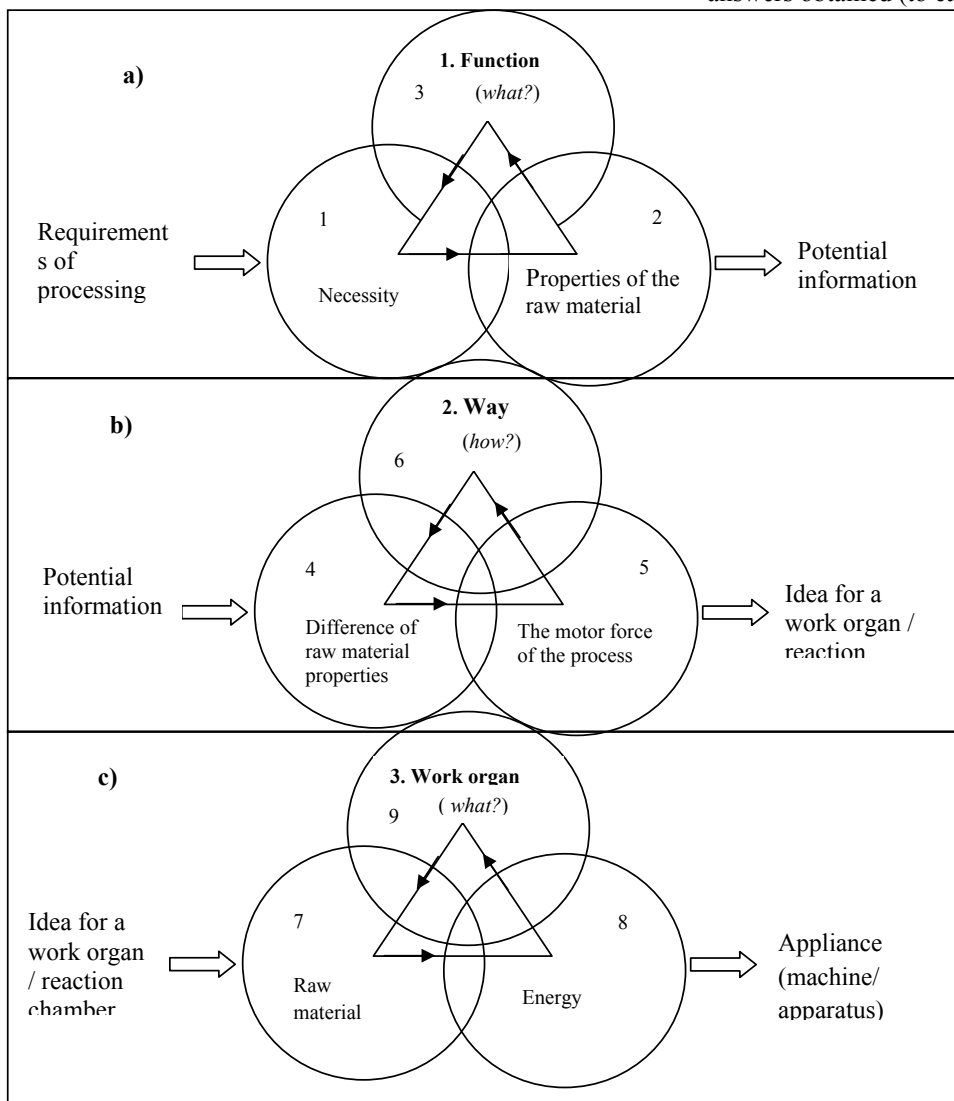 a)
1. Function
3 (what?)
1
2
Requirement
s of
processing
Necessity
Properties of the
raw material
Potential
information
b)
2. Way
(how?)
6
4
5
Potential
information
Difference of
raw material
properties
The motor force
of the process
Idea for a
work organ /
reaction
c)
3. Work organ
( what?)
9
7
8
Idea for a
work organ
/ reaction
chamber
Raw
material
Energy
Appliance
(machine/
apparatus)